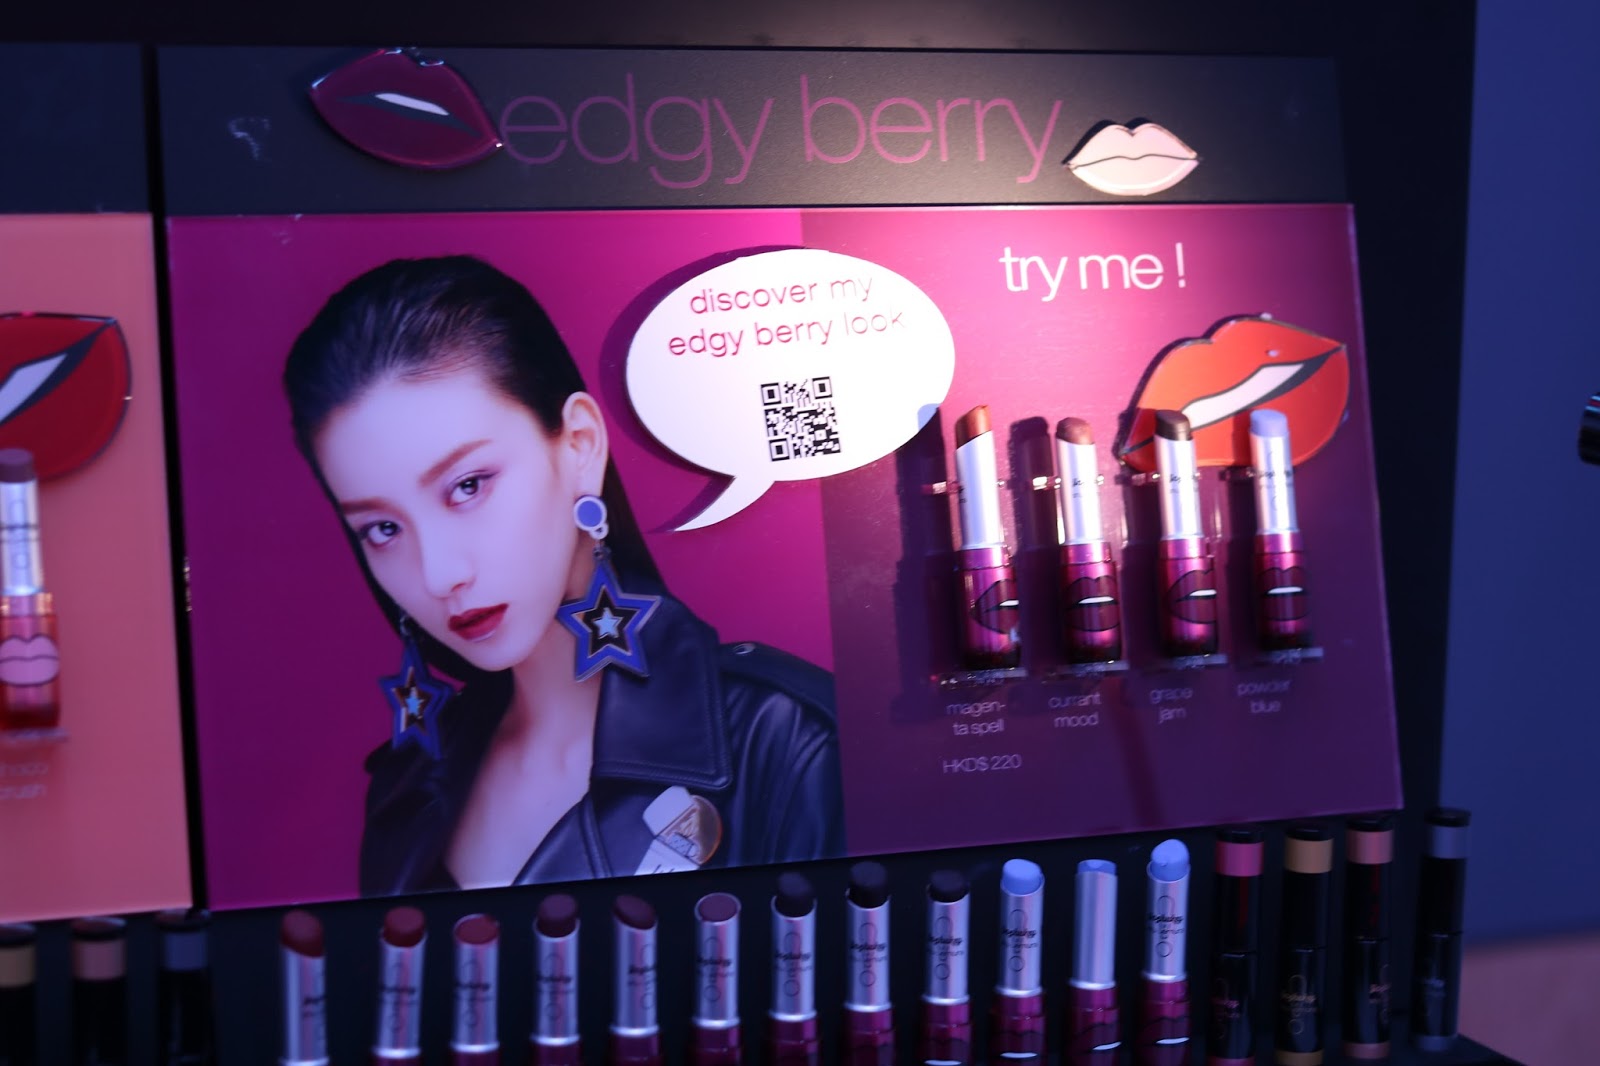 edgy berry
discover my
edgy berry look
try me !
magen-
ta spell
currant
mood
grape
jam
powder
blue
HKD$ 220